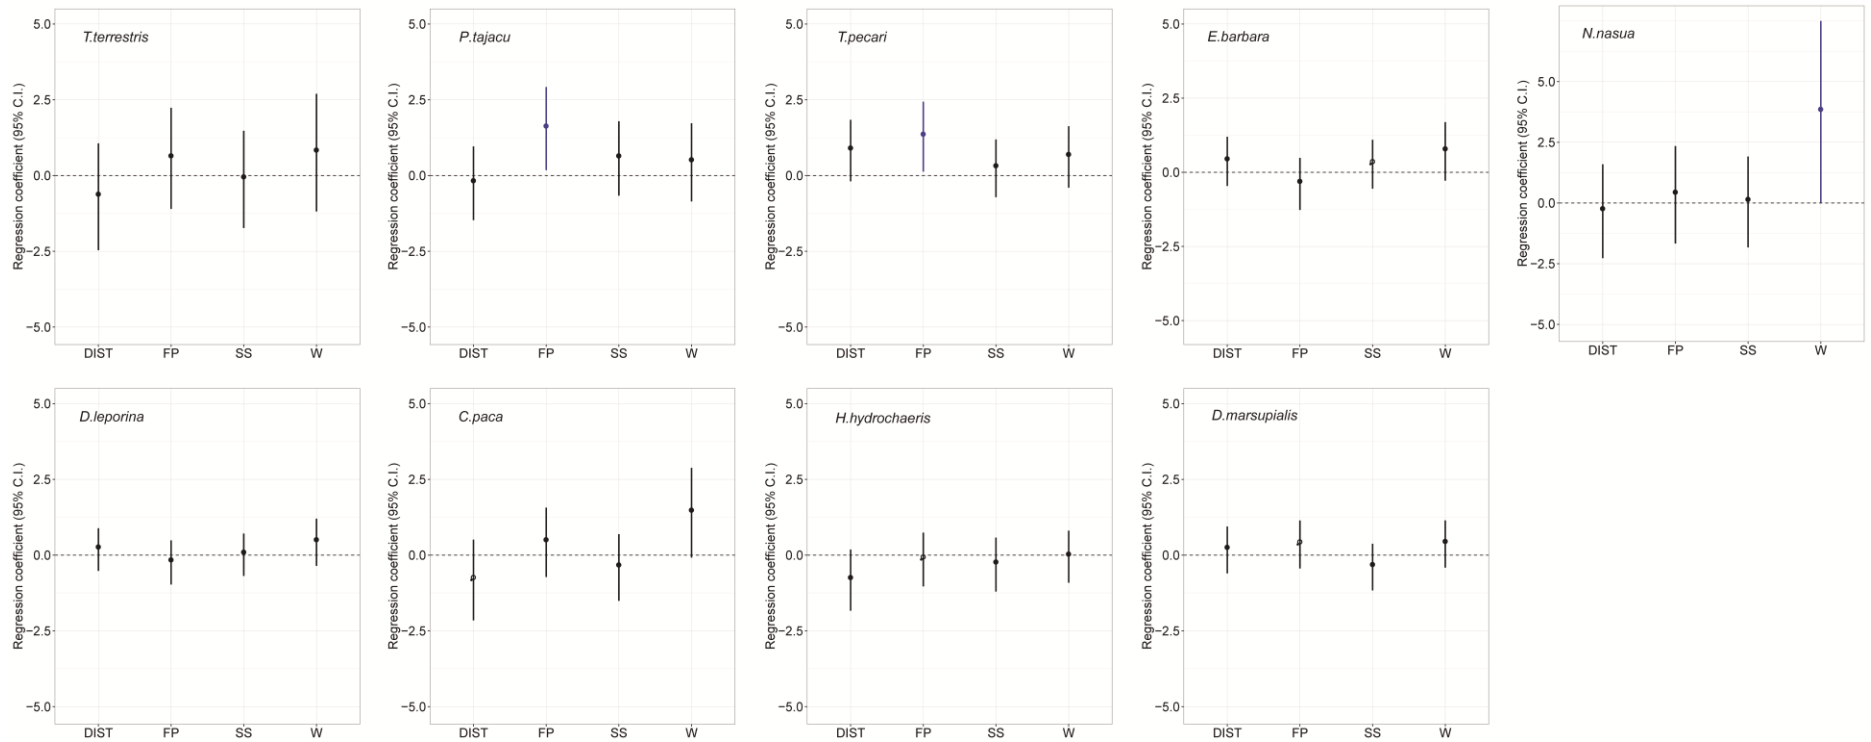 T.terrestris
Regression coefficient (95% C.I.)
5.0
2.5
0.0
−2.5
−5.0
DIST FP SS W
P.tajacu
Regression coefficient (95% C.I.)
5.0
2.5
0.0
−2.5
−5.0
DIST FP SS W
T.pecari
Regression coefficient (95% C.I.)
5.0
2.5
0.0
−2.5
−5.0
DIST FP SS W
E.barbara
Regression coefficient (95% C.I.)
5.0
2.5
0.0
−2.5
−5.0
DIST FP SS W
N.nasua
Regression coefficient (95% C.I.)
5.0
2.5
0.0
−2.5
−5.0
DIST FP SS W
D.leporina
Regression coefficient (95% C.I.)
5.0
2.5
0.0
−2.5
−5.0
DIST FP SS W
C.paca
Regression coefficient (95% C.I.)
5.0
2.5
0.0
−2.5
−5.0
DIST FP SS W
H.hydrochaeris
Regression coefficient (95% C.I.)
5.0
2.5
0.0
−2.5
−5.0
DIST FP SS W
D.marsupialis
Regression coefficient (95% C.I.)
5.0
2.5
0.0
−2.5
−5.0
DIST FP SS W